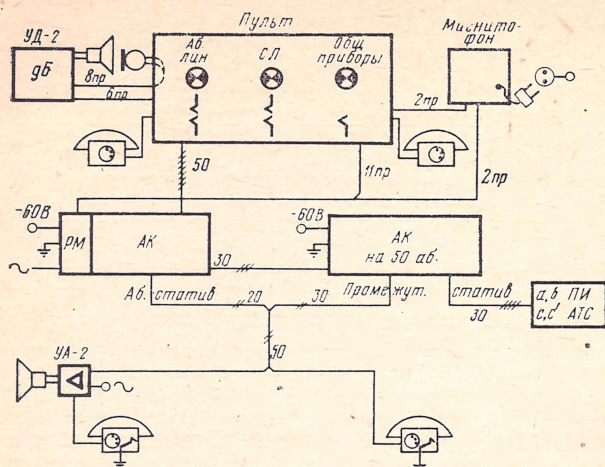 Пульт
УД-2
дБ
8пр
6пр
Аб
лин
СЛ
Общ
приборы
Магнито-
фон
2пр
50
11пр
2пр
-60В
РМ
АК
30
-60В
АК
на 50 аб.
Аб. статив
20
30
Промежут. статив
30
a,b ПИ
c,c' АТС
УА-2
50